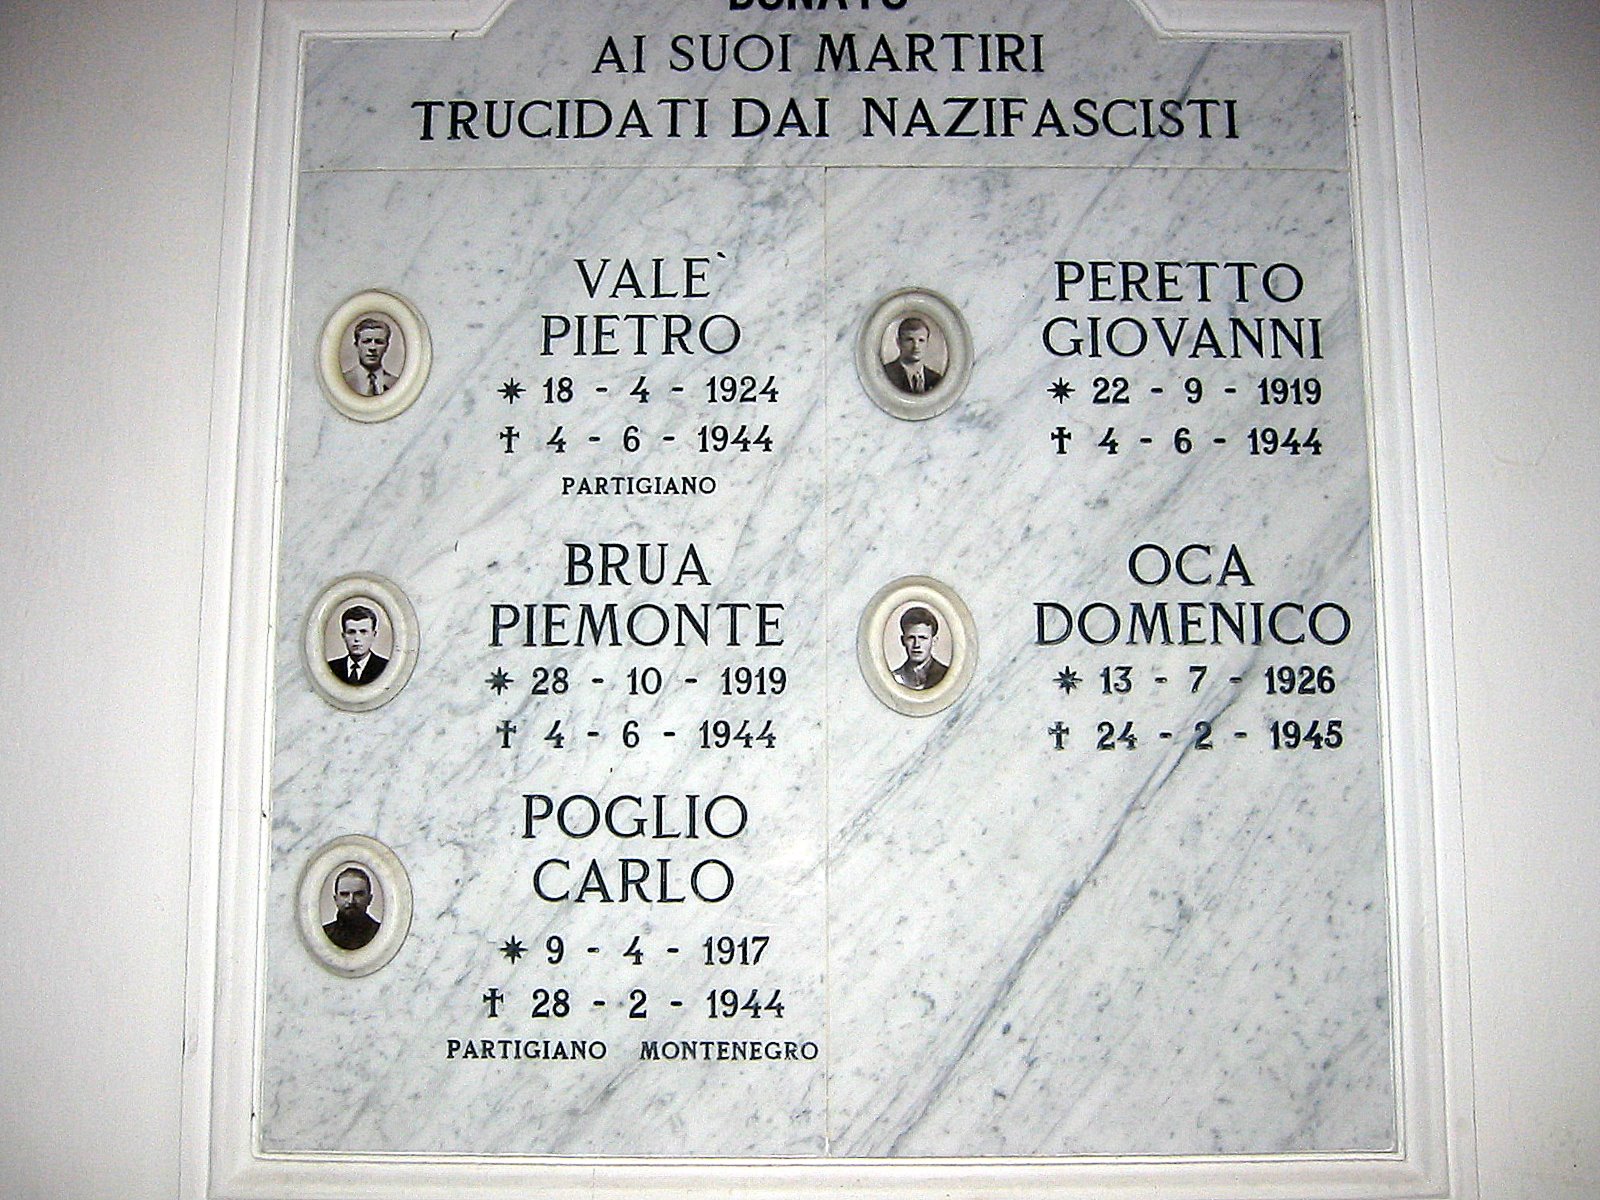 DONATO
AI SUOI MARTIRI
TRUCIDATI DAI NAZIFASCISTI
VALE`
PIETRO
✷ 18 - 4 - 1924
✝ 4 - 6 - 1944
PARTIGIANO
PERETTO
GIOVANNI
✷ 22 - 9 - 1919
✝ 4 - 6 - 1944
BRUA
PIEMONTE
✷ 28 - 10 - 1919
✝ 4 - 6 - 1944
OCA
DOMENICO
✷ 13 - 7 - 1926
✝ 24 - 2 - 1945
POGLIO
CARLO
✷ 9 - 4 - 1917
✝ 28 - 2 - 1944
PARTIGIANO MONTENEGRO